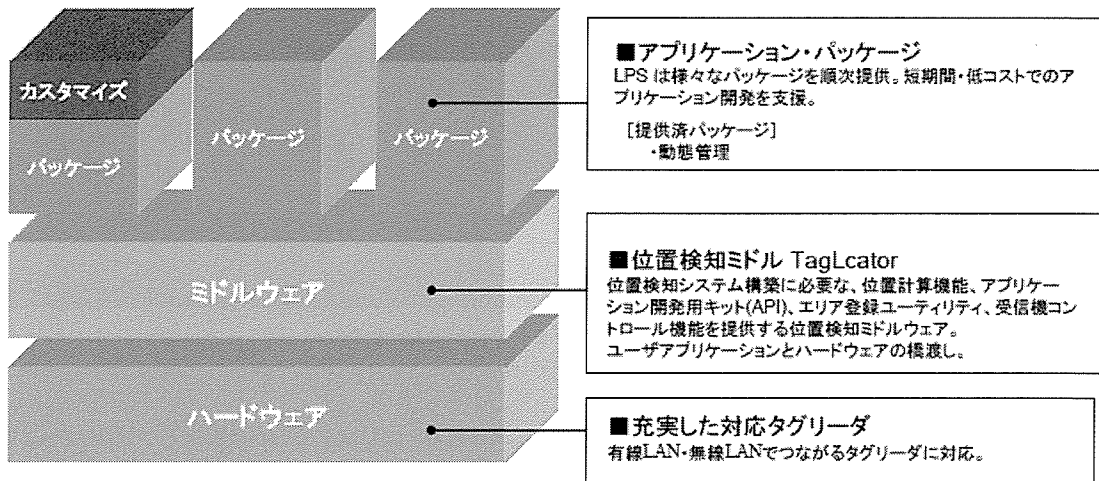 カスタマイズ
パッケージ
パッケージ
パッケージ
ミドルウェア
ハードウェア
■アプリケーション・パッケージ
LPS は様々なパッケージを順次提供。短期間・低コストでのア
プリケーション開発を支援。
[提供済パッケージ]
・動態管理
■位置検知ミドル TagLcator
位置検知システム構築に必要な、位置計算機能、アプリケー
ション開発用キット(API)、エリア登録ユーティリティ、受信機コン
トロール機能を提供する位置検知ミドルウェア。
ユーザアプリケーションとハードウェアの橋渡し。
■充実した対応タグリーダ
有線LAN・無線LANでつながるタグリーダに対応。